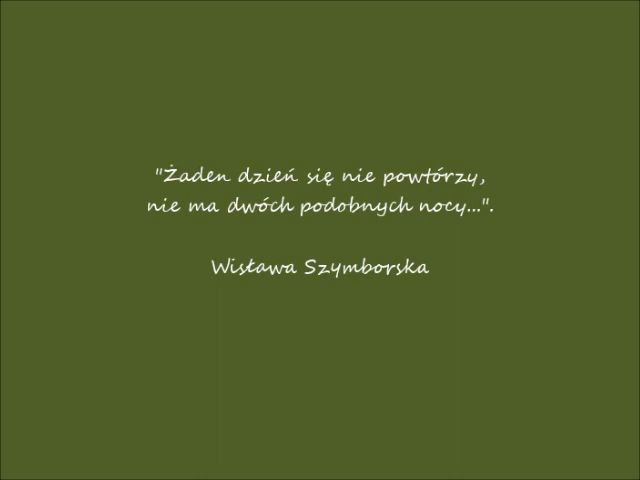 "Żaden dzień się nie powtórzy,
nie ma dwóch podobnych nocy...".
Wisława Szymborska